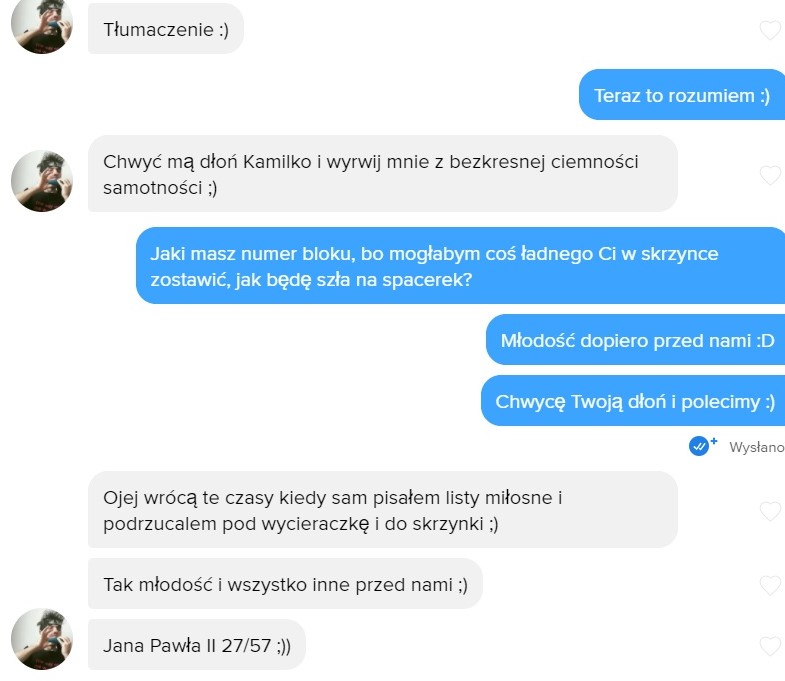 Tłumaczenie :)
Teraz to rozumiem :)
Chwyć mą dłoń Kamilko i wyrwij mnie z bezkresnej ciemności
samotności ;)
Jaki masz numer bloku, bo mogłabym coś ładnego Ci w skrzynce
zostawić, jak będę szła na spacerek?
Młodość dopiero przed nami :D
Chwycę Twoją dłoń i polecimy :)
Wysłano
Ojej wrócą te czasy kiedy sam pisałem listy miłosne i
podrzucalem pod wycieraczkę i do skrzynki ;)
Tak młodość i wszystko inne przed nami ;)
Jana Pawła II 27/57 ;))